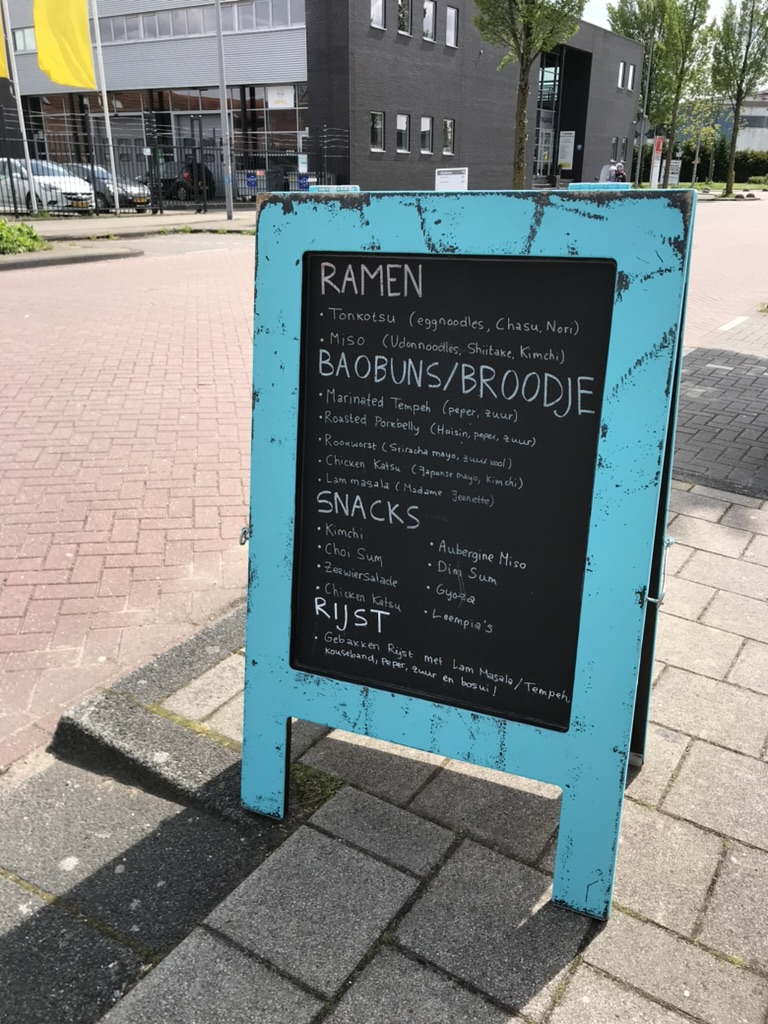 RAMEN
• Tonkotsu (eggnoodles, Chasu, Nori)
• Miso (Udonnoodles, Shiitake, Kimchi)
BAOBUNS/BROODJE
• Marinated Tempeh (peper, zuur)
• Roasted Porkbelly (Hoisin, peper, zuur)
• Rookworst (Sriracha mayo, zuurkool)
• Chicken Katsu (Japanse mayo, Kimchi)
• Lam masala (Madame Jeanette)
SNACKS
• Kimchi
• Choi Sum
• Zeewiersalade
• Chicken Katsu
• Aubergine Miso
• Dim Sum
• Gyoza
• Loempia's
RIJST
• Gebakken Rijst met Lam Masala/Tempeh
kouseband, peper, zuur en bosui!